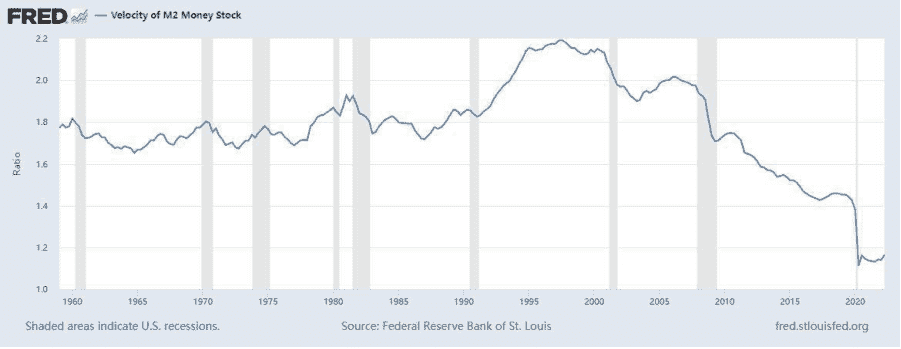 FRED
Velocity of M2 Money Stock
2.2
2.0
1.8
1.6
1.4
1.2
1.0
Ratio
1960 1965 1970 1975 1980 1985 1990 1995 2000 2005 2010 2015 2020
Shaded areas indicate U.S. recessions. Source: Federal Reserve Bank of St. Louis fred.stlouisfed.org